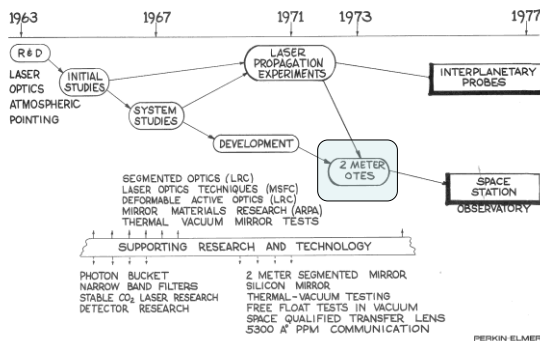 1963 1967 1971 1973 1977
R&D
LASER
OPTICS
ATMOSPHERIC
POINTING
INITIAL
STUDIES
SYSTEM
STUDIES
LASER
PROPAGATION
EXPERIMENTS
INTERPLANETARY
PROBES
DEVELOPMENT
2 METER
OTES
SPACE
STATION
OBSERVATORY
SEGMENTED OPTICS (LRC)
LASER OPTICS TECHNIQUES (MSFC)
DEFORMABLE ACTIVE OPTICS (LRC)
MIRROR MATERIALS RESEARCH (ARPA)
THERMAL VACUUM MIRROR TESTS
SUPPORTING RESEARCH AND TECHNOLOGY
PHOTON BUCKET
NARROW BAND FILTERS
STABLE CO2 LASER RESEARCH
DETECTOR RESEARCH
2 METER SEGMENTED MIRROR
SILICON MIRROR
THERMAL-VACUUM TESTING
FREE FLOAT TESTS IN VACUUM
SPACE QUALIFIED TRANSFER LENS
5300 A° PPM COMMUNICATION
PERKIN-ELMER